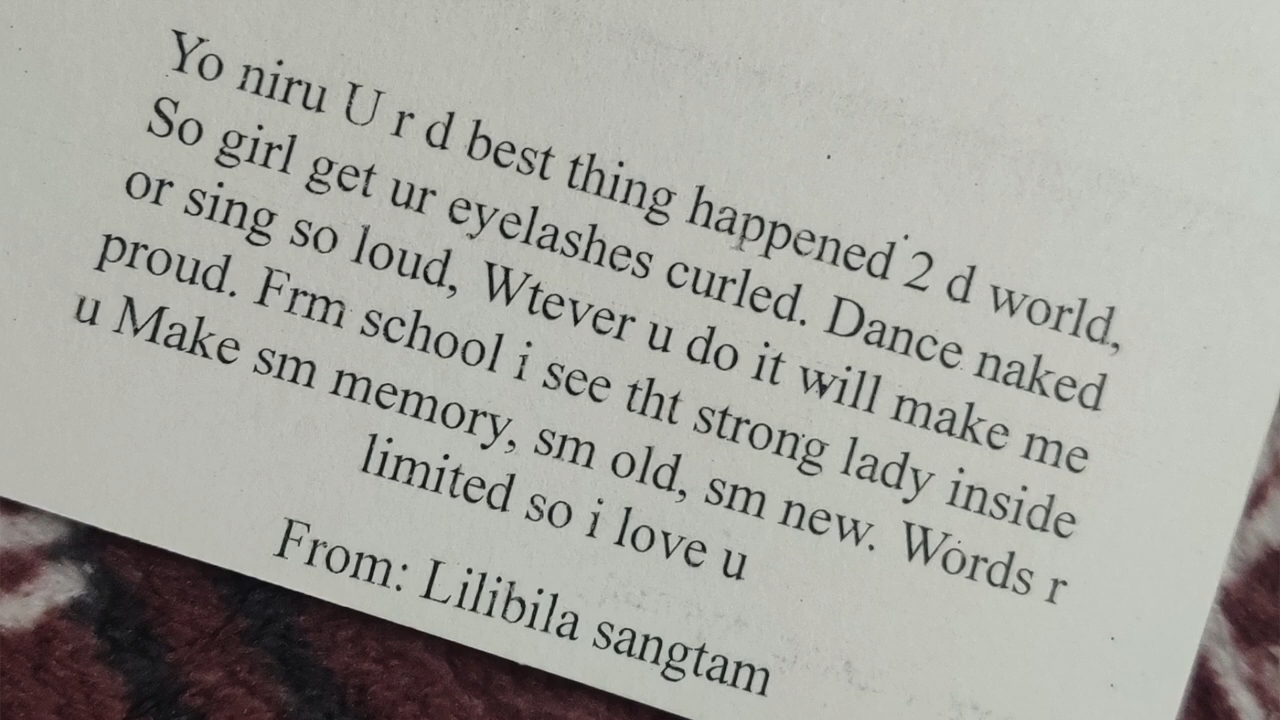 Yo niru U r d best thing happened 2 d world,
So girl get ur eyelashes curled. Dance naked
or sing so loud, Wtever u do it will make me
proud. Frm school i see tht strong lady inside
u Make sm memory, sm old, sm new. Words r
limited so i love u
From: Lilibila sangtam